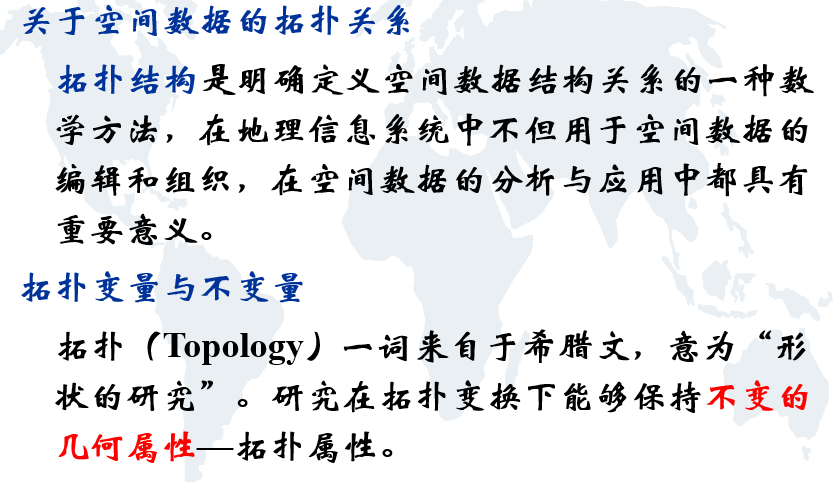 关于空间数据的拓扑关系
拓扑结构是明确定义空间数据结构关系的一种数
学方法，在地理信息系统中不但用于空间数据的
编辑和组织，在空间数据的分析与应用中都具有
重要意义。
拓扑变量与不变量
拓扑（Topology）一词来自于希腊文，意为“形
状的研究”。研究在拓扑变换下能够保持不变的
几何属性—拓扑属性。